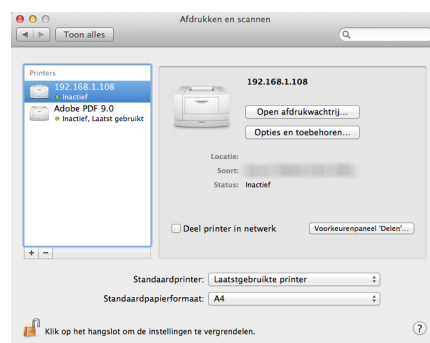 Afdrukken en scannen
Toon alles
Printers
192.168.1.108
Inactief
Adobe PDF 9.0
Inactief, Laatst gebruikt
192.168.1.108
Open afdrukwachtrij...
Opties en toebehoren...
Locatie:
Soort:
Status: Inactief
Deel printer in netwerk
Voorkeurenpaneel 'Delen'...
+ −
Standaardprinter: Laatstgebruikte printer
Standaardpapierformaat: A4
Klik op het hangslot om de instellingen te vergrendelen.
?